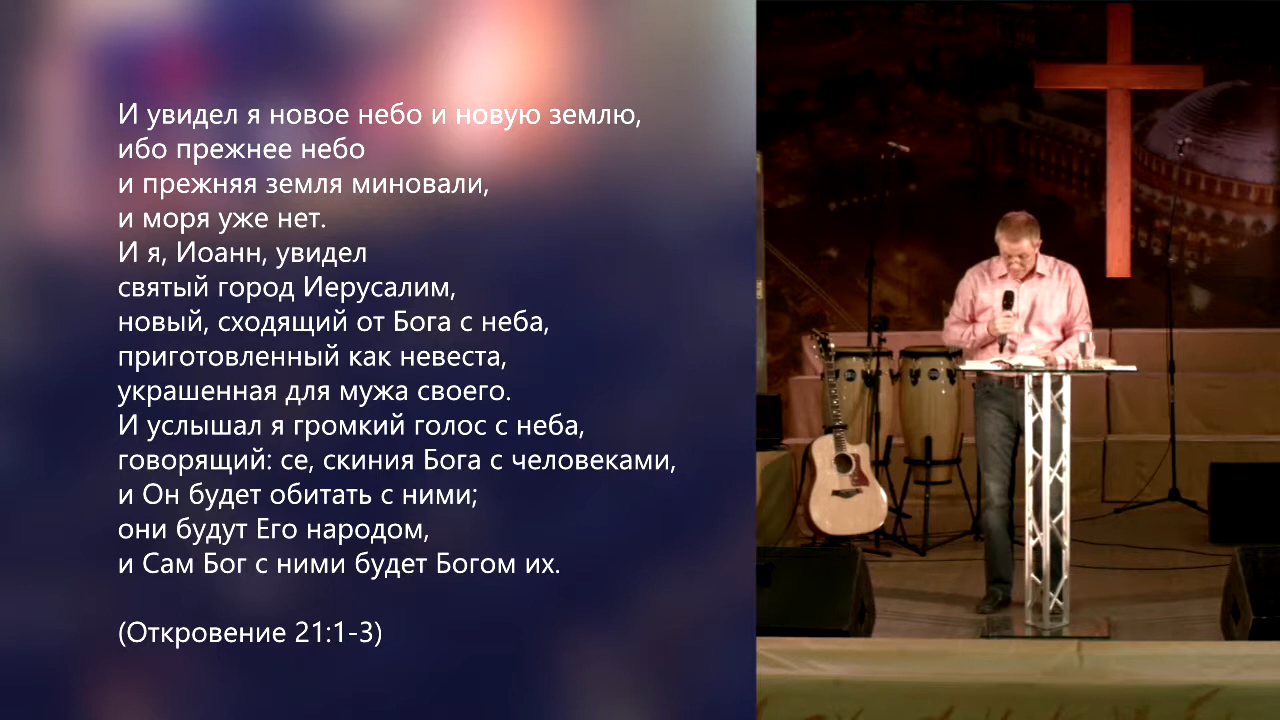 И увидел я новое небо и новую землю,
ибо прежнее небо
и прежняя земля миновали,
и моря уже нет.
И я, Иоанн, увидел
святый город Иерусалим,
новый, сходящий от Бога с неба,
приготовленный как невеста,
украшенная для мужа своего.
И услышал я громкий голос с неба,
говорящий: се, скиния Бога с человеками,
и Он будет обитать с ними;
они будут Его народом,
и Сам Бог с ними будет Богом их.
(Откровение 21:1-3)